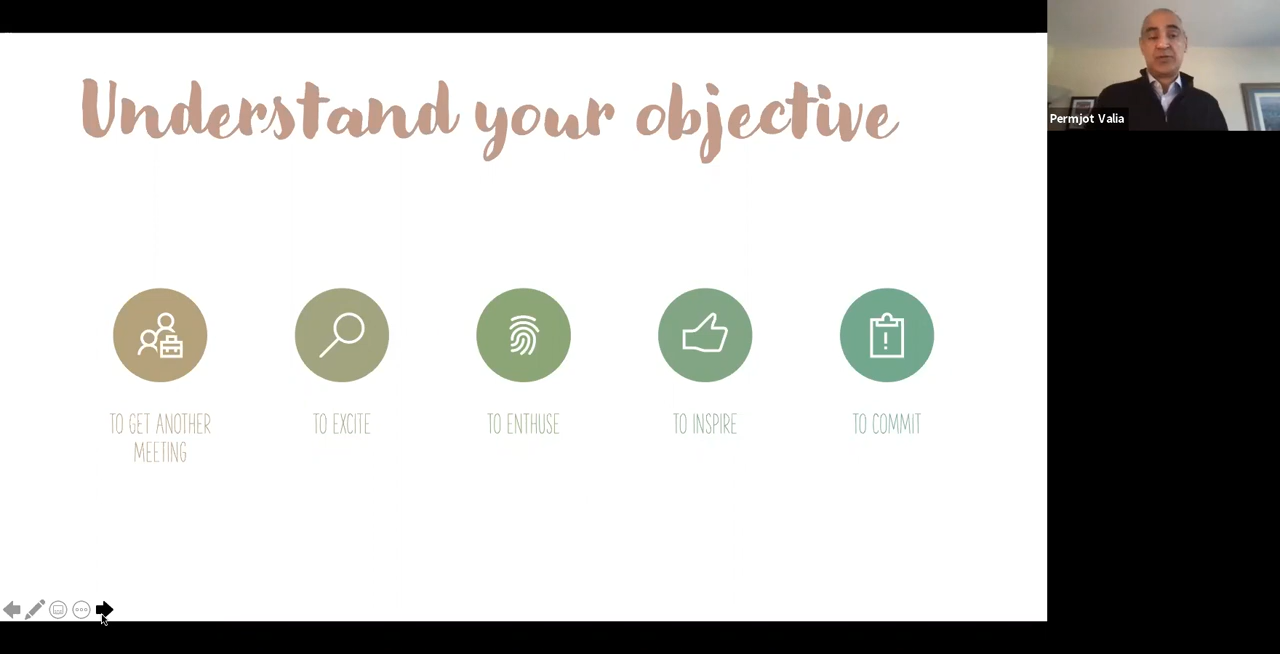 Understand your objective
TO GET ANOTHER
MEETING
TO EXCITE
TO ENTHUSE
TO INSPIRE
TO COMMIT
Permjot Valia